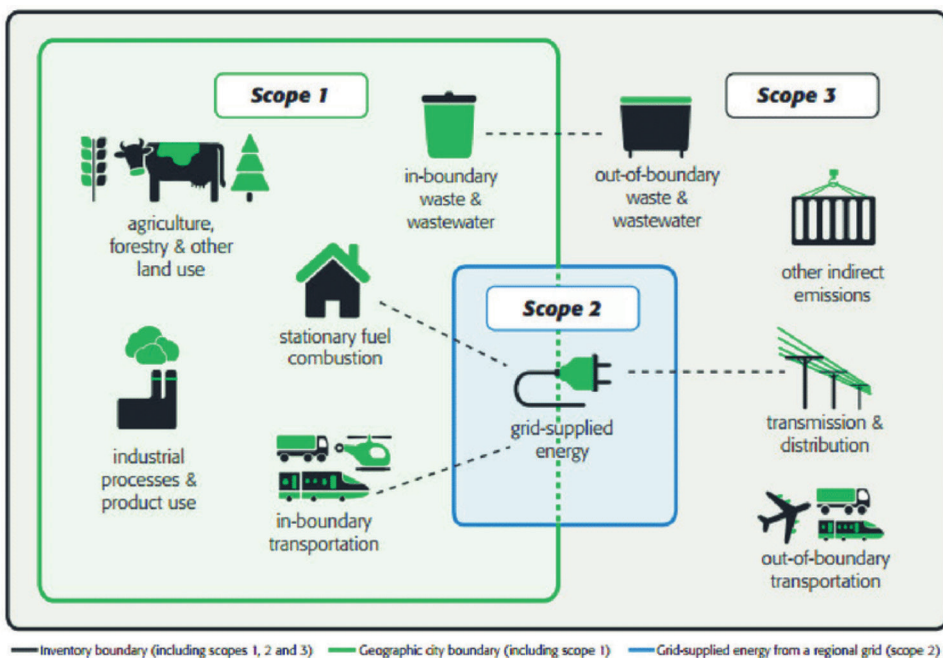 Scope 1
Scope 3
in-boundary
waste &
wastewater
out-of-boundary
waste &
wastewater
agriculture,
forestry & other
land use
other indirect
emissions
Scope 2
stationary fuel
combustion
grid-supplied
energy
transmission &
distribution
industrial
processes &
product use
in-boundary
transportation
out-of-boundary
transportation
Inventory boundary (including scopes 1, 2 and 3) Geographic city boundary (including scope 1) Grid-supplied energy from a regional grid (scope 2)